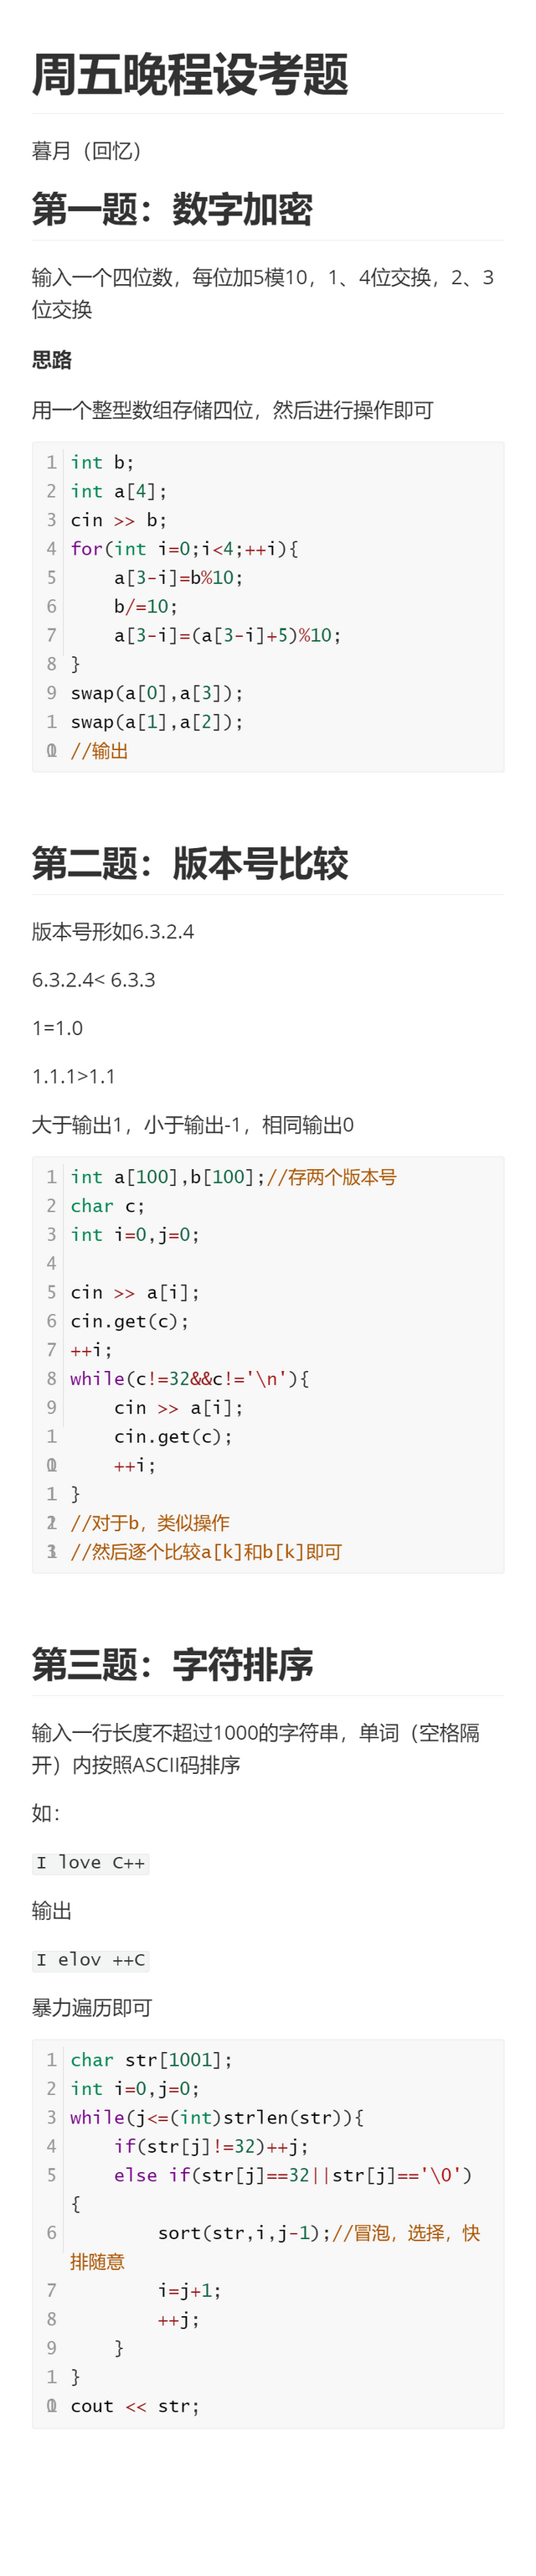 周五晚程设考题
暮月（回忆）
第一题：数字加密
输入一个四位数，每位加5模10，1、4位交换，2、3
位交换
思路
用一个整型数组存储四位，然后进行操作即可
1 int b;
2 int a[4];
3 cin >> b;
4 for(int i=0;i<4;++i){
5     a[3-i]=b%10;
6     b/=10;
7     a[3-i]=(a[3-i]+5)%10;
8 }
9 swap(a[0],a[3]);
1 swap(a[1],a[2]);
0 //输出
第二题：版本号比较
版本号形如6.3.2.4
6.3.2.4< 6.3.3
1=1.0
1.1.1>1.1
大于输出1，小于输出-1，相同输出0
1 int a[100],b[100];//存两个版本号
2 char c;
3 int i=0,j=0;
4
5 cin >> a[i];
6 cin.get(c);
7 ++i;
8 while(c!=32&&c!='\n'){
9     cin >> a[i];
1     cin.get(c);
0     ++i;
1 }
2 //对于b，类似操作
3 //然后逐个比较a[k]和b[k]即可
第三题：字符排序
输入一行长度不超过1000的字符串，单词（空格隔
开）内按照ASCII码排序
如：
I love C++
输出
I elov ++C
暴力遍历即可
1 char str[1001];
2 int i=0,j=0;
3 while(j<=(int)strlen(str)){
4     if(str[j]!=32)++j;
5     else if(str[j]==32||str[j]=='\0')
{
6         sort(str,i,j-1);//冒泡，选择，快
排随意
7         i=j+1;
8         ++j;
9     }
1 }
0 cout << str;